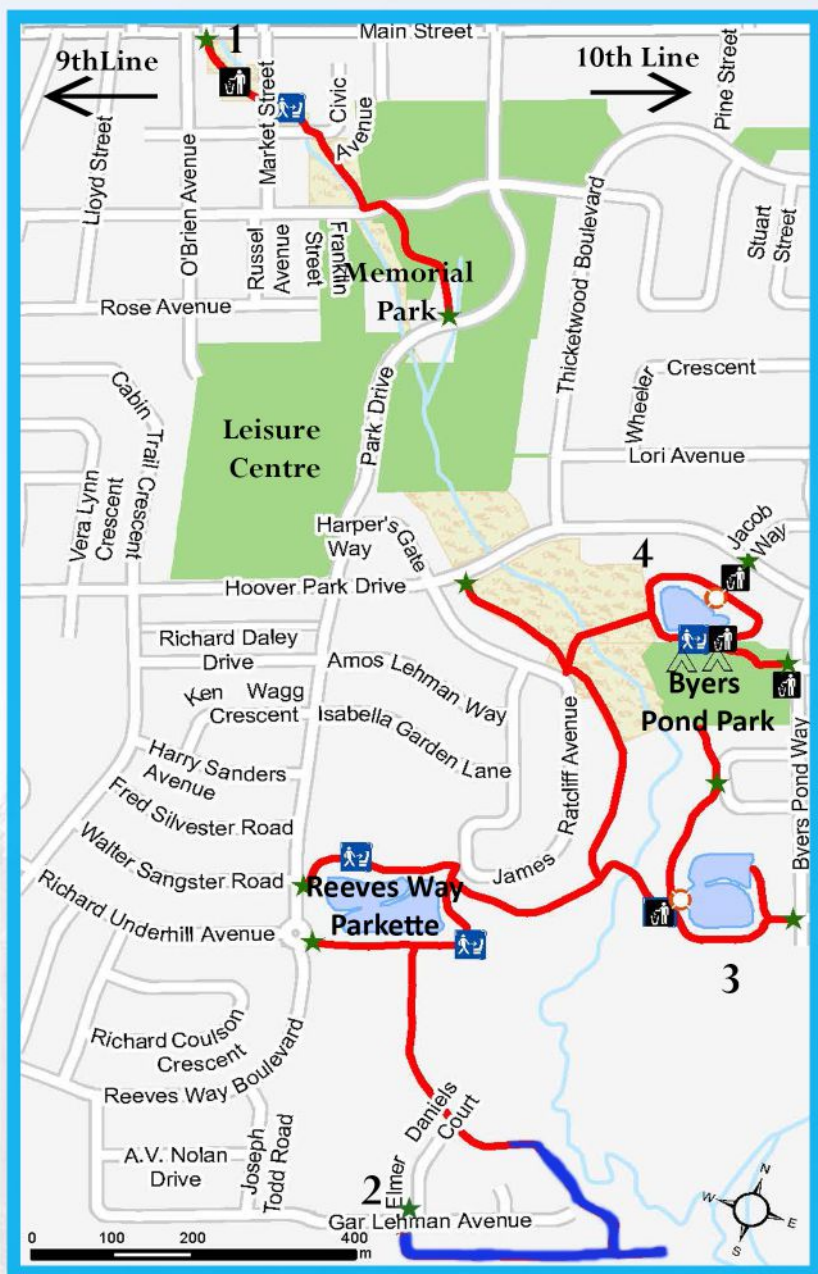 Main Street
1
9thLine
10th Line
Pine Street
Civic
Avenue
Market Street
Lloyd Street
O'Brien Avenue
Russel
Avenue
Franklin
Street
Stuart
Street
Memorial
Park
Rose Avenue
Thicketwood Boulevard
Wheeler
Crescent
Cabin
Trail Crescent
Leisure
Centre
Park Drive
Lori Avenue
Vera Lynn
Crescent
Harper's
Way
Gate
Jacob
Way
4
Hoover Park Drive
Richard Daley
Drive
Amos Lehman Way
Byers
Pond Park
Ken Wagg
Crescent
Isabella Garden Lane
Harry Sanders
Avenue
Fred Silvester Road
James Ratcliff Avenue
Byers Pond Way
Walter Sangster Road
Reeves Way
Parkette
Richard Underhill Avenue
3
Richard Coulson
Crescent
Reeves Way Boulevard
Elmer Daniels
Court
A.V. Nolan
Drive
Joseph
Todd Road
2
Gar Lehman Avenue
N
W
E
S
0 100 200 400
m